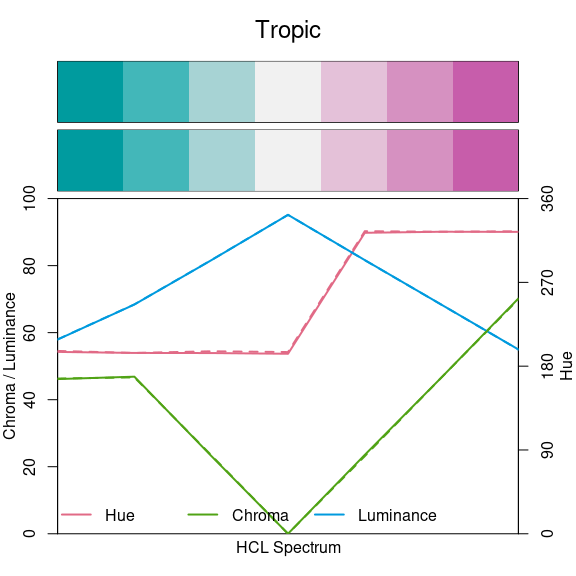 Tropic
100
80
60
40
20
0
Chroma / Luminance
360
270
180
90
0
Hue
Hue
Chroma
Luminance
HCL Spectrum